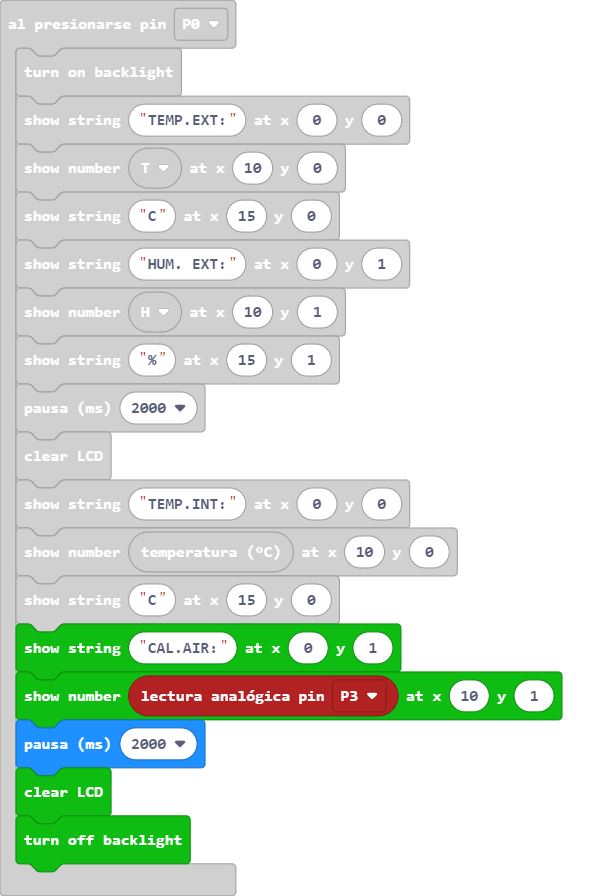 al presionarse pin P0
turn on backlight
show string "TEMP.EXT:" at x 0 y 0
show number T at x 10 y 0
show string "C" at x 15 y 0
show string "HUM. EXT:" at x 0 y 1
show number H at x 10 y 1
show string "%" at x 15 y 1
pausa (ms) 2000
clear LCD
show string "TEMP.INT:" at x 0 y 0
show number temperatura (ºC) at x 10 y 0
show string "C" at x 15 y 0
show string "CAL.AIR:" at x 0 y 1
show number lectura analógica pin P3 at x 10 y 1
pausa (ms) 2000
clear LCD
turn off backlight